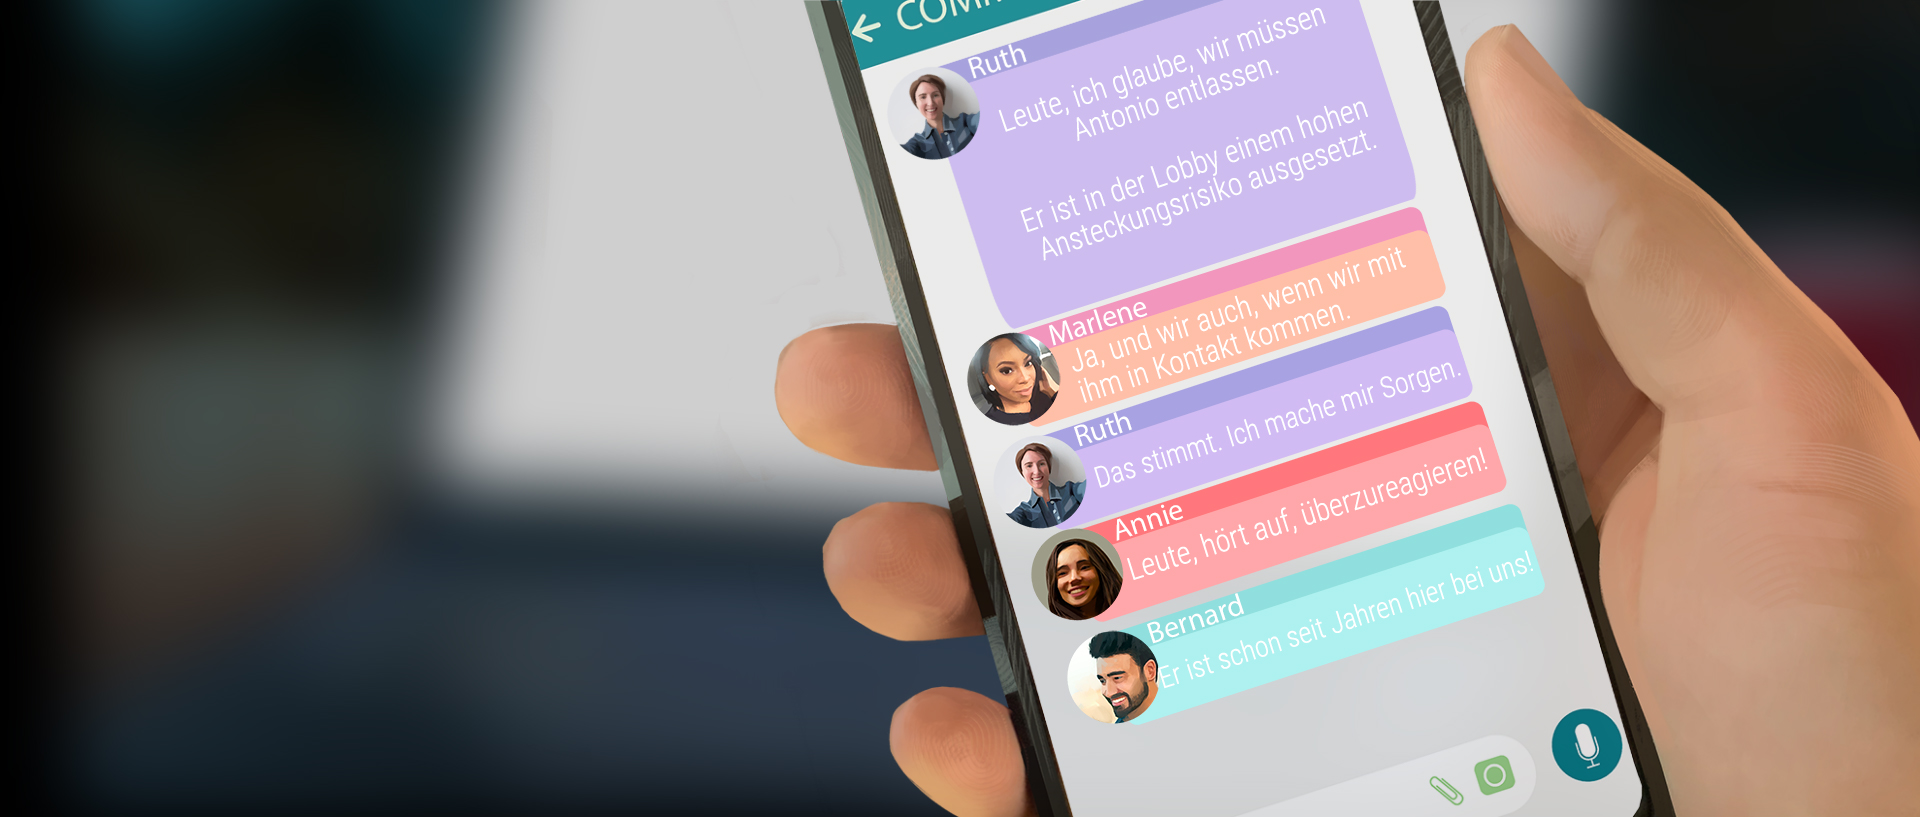 Ruth
Leute, ich glaube, wir müssen
Antonio entlassen.
Er ist in der Lobby einem hohen
Ansteckungsrisiko ausgesetzt.
Marlene
Ja, und wir auch, wenn wir mit
ihm in Kontakt kommen.
Ruth
Das stimmt. Ich mache mir Sorgen.
Annie
Leute, hört auf, überzureagieren!
Bernard
Er ist schon seit Jahren hier bei uns!